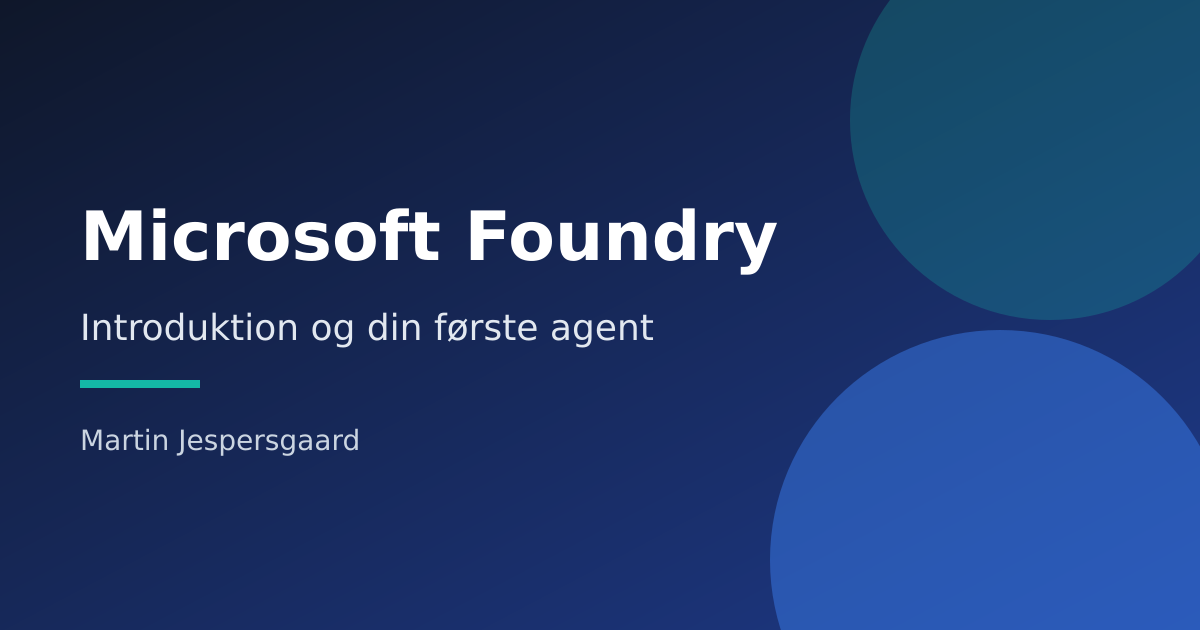 Microsoft Foundry
Introduktion og din første agent
Martin Jespersgaard